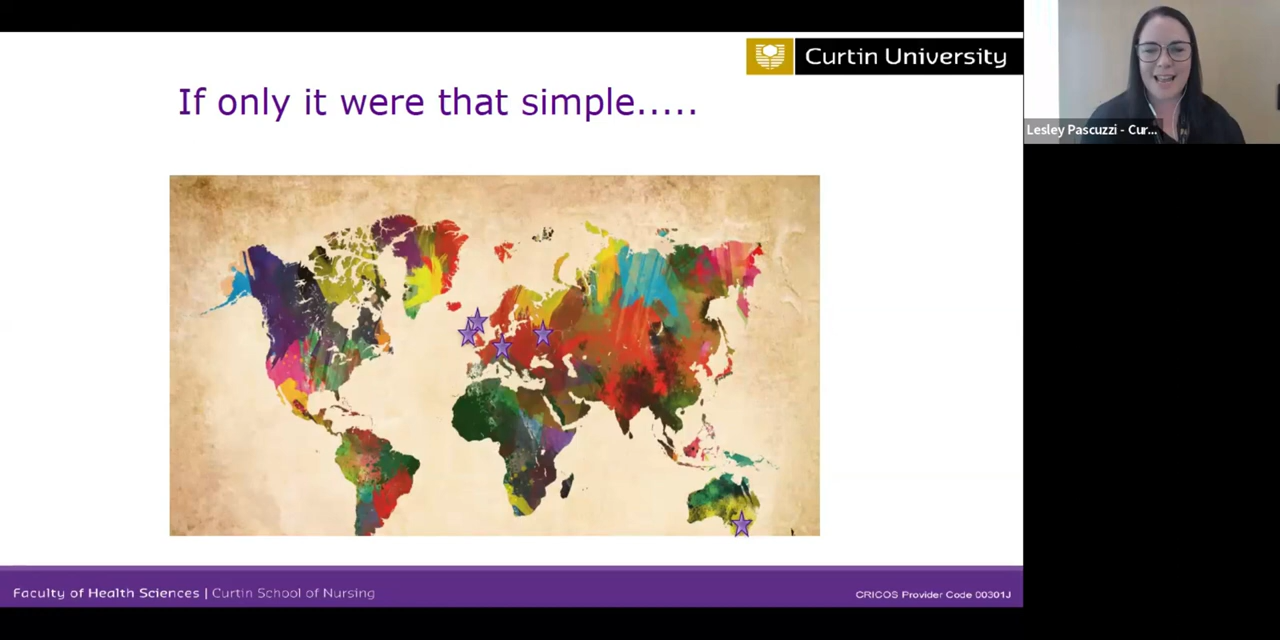 Curtin University
If only it were that simple.....
Lesley Pascuzzi - Cur...
Faculty of Health Sciences | Curtin School of Nursing
CRICOS Provider Code 00301J